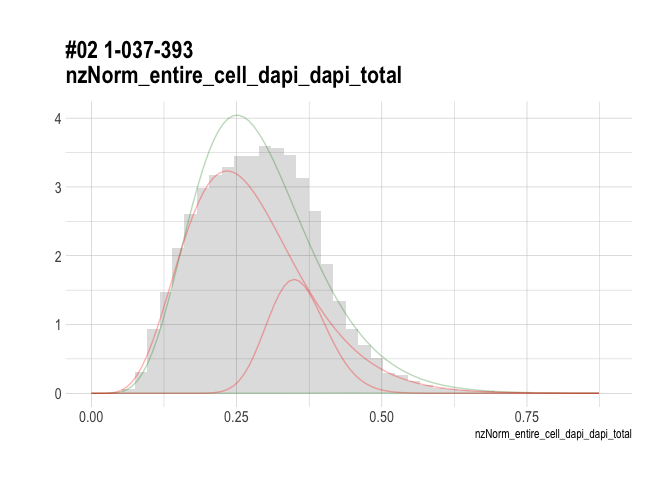 #02 1-037-393
nzNorm_entire_cell_dapi_dapi_total
4
3
2
1
0
0.00 0.25 0.50 0.75
nzNorm_entire_cell_dapi_dapi_total